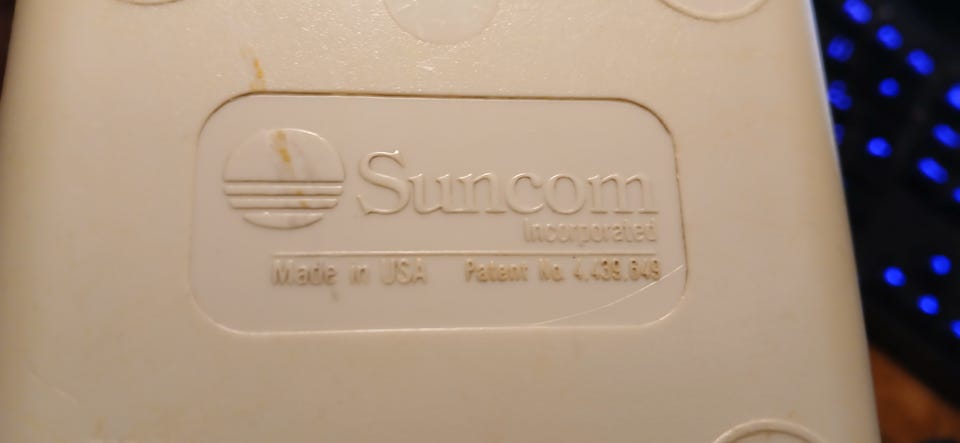 Suncom
Incorporated
Made in USA Patent No. 4.439.649